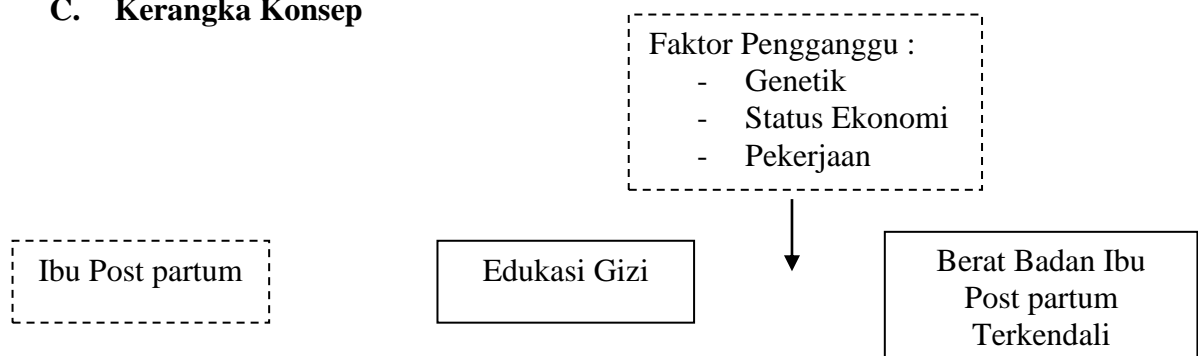 C. Kerangka Konsep
Faktor Pengganggu :
- Genetik
- Status Ekonomi
- Pekerjaan
Ibu Post partum
Edukasi Gizi
Berat Badan Ibu
Post partum
Terkendali